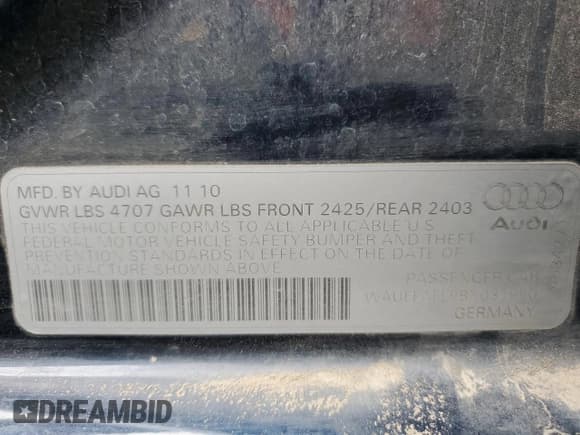 MFD. BY AUDI AG 11 10
GVWR LBS 4707 GAWR LBS FRONT 2425/REAR 2403
THIS VEHICLE CONFORMS TO ALL APPLICABLE U.S
FEDERAL MOTOR VEHICLE SAFETY BUMPER AND THEFT
PREVENTION STANDARDS IN EFFECT ON THE DATE OF
MANUFACTURE SHOWN ABOVE
Audi
PASSENGER CAR
GERMANY
DREAMBID